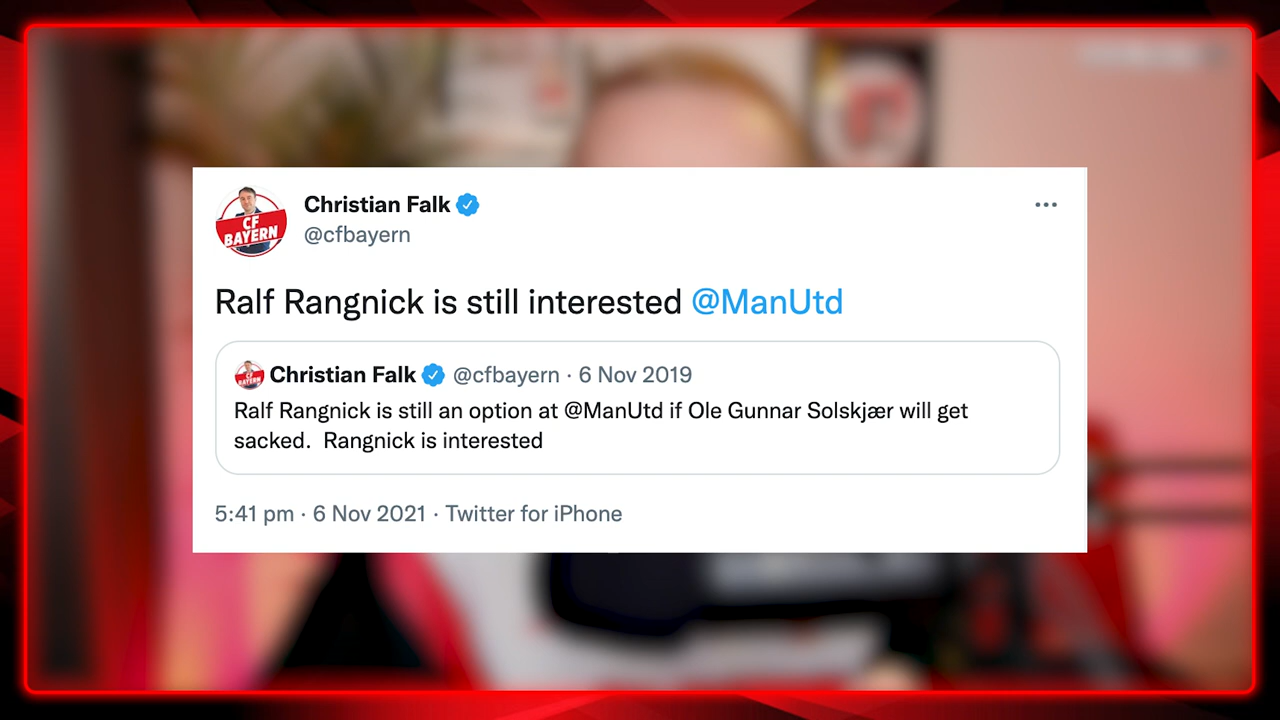 CF
BAYERN
Christian Falk
@cfbayern
Ralf Rangnick is still interested @ManUtd
Christian Falk @cfbayern · 6 Nov 2019
Ralf Rangnick is still an option at @ManUtd if Ole Gunnar Solskjær will get
sacked.  Rangnick is interested
5:41 pm · 6 Nov 2021 · Twitter for iPhone